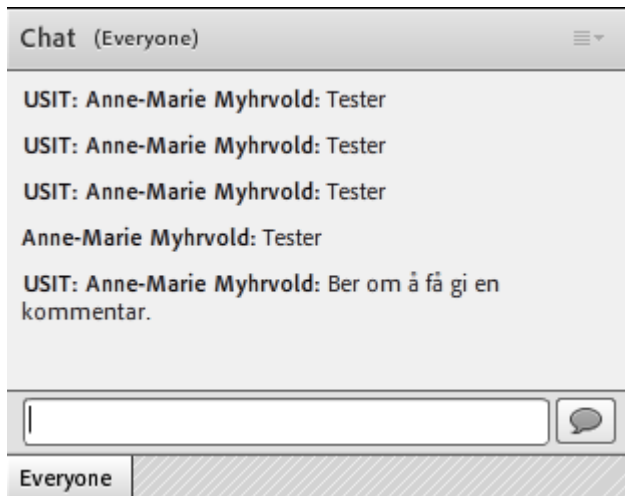 Chat (Everyone)
USIT: Anne-Marie Myhrvold: Tester
USIT: Anne-Marie Myhrvold: Tester
USIT: Anne-Marie Myhrvold: Tester
Anne-Marie Myhrvold: Tester
USIT: Anne-Marie Myhrvold: Ber om å få gi en
kommentar.
Everyone